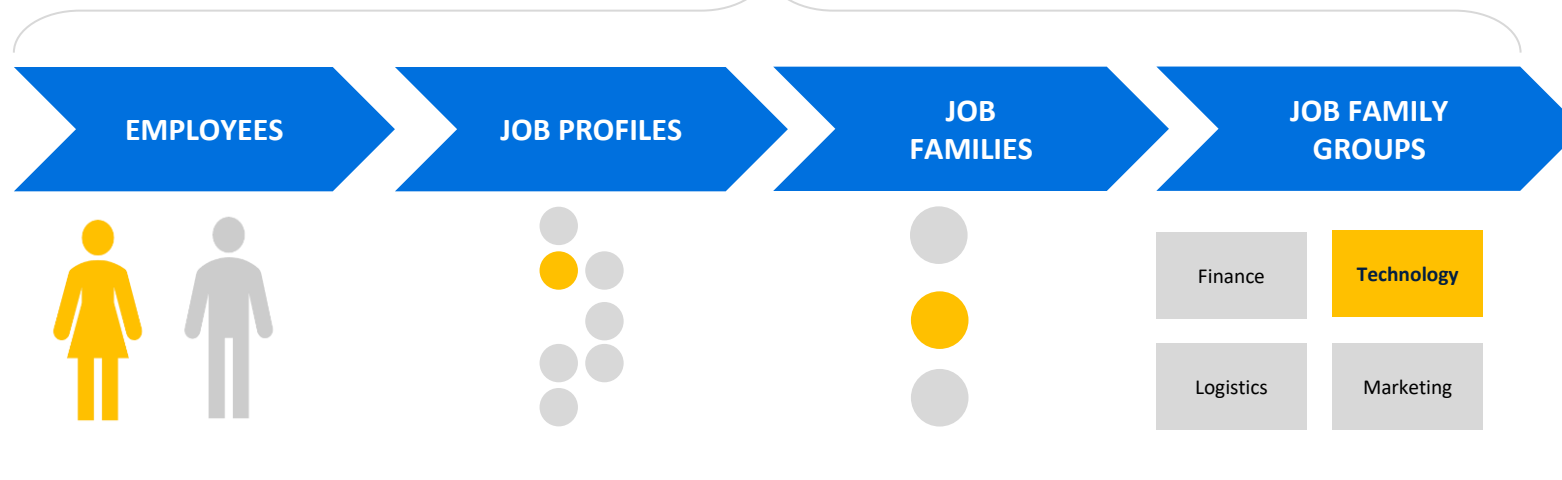 EMPLOYEES
JOB PROFILES
JOB
FAMILIES
JOB FAMILY
GROUPS
Finance
Technology
Logistics
Marketing